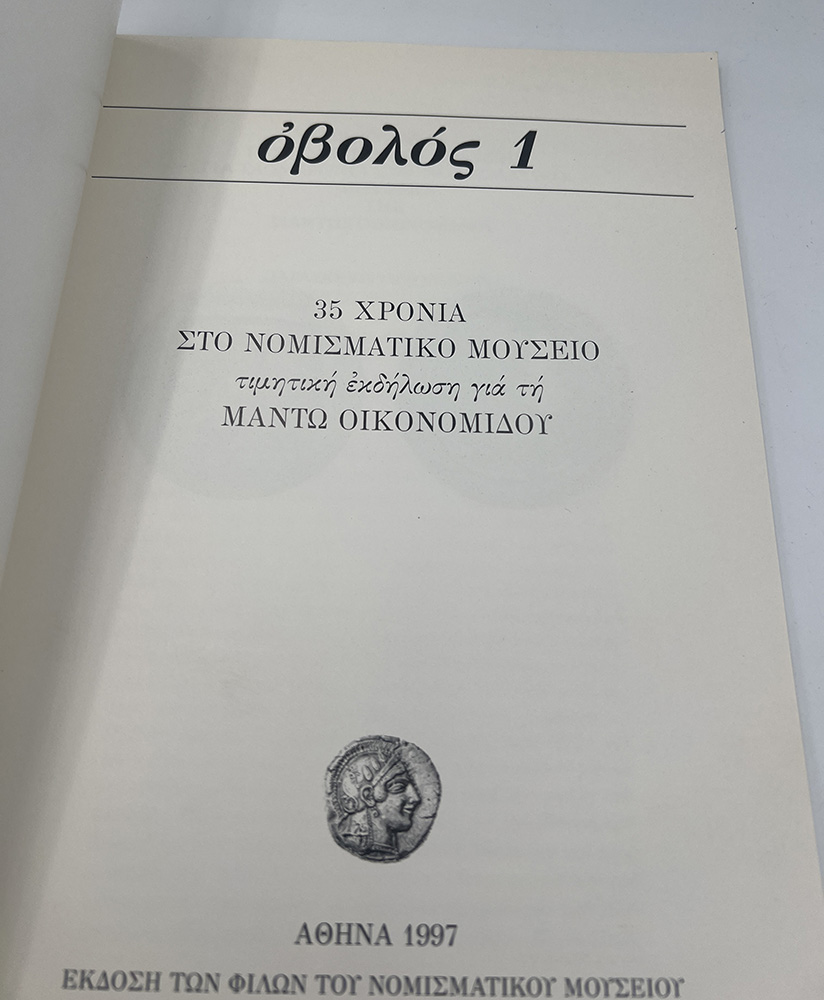 ὀβολός 1
35 ΧΡΟΝΙΑ
ΣΤΟ ΝΟΜΙΣΜΑΤΙΚΟ ΜΟΥΣΕΙΟ
τιμητική ἐκδήλωση γιά τή
ΜΑΝΤΩ ΟΙΚΟΝΟΜΙΔΟΥ
ΑΘΗΝΑ 1997
ΕΚΔΟΣΗ ΤΩΝ ΦΙΛΩΝ ΤΟΥ ΝΟΜΙΣΜΑΤΙΚΟΥ ΜΟΥΣΕΙΟΥ